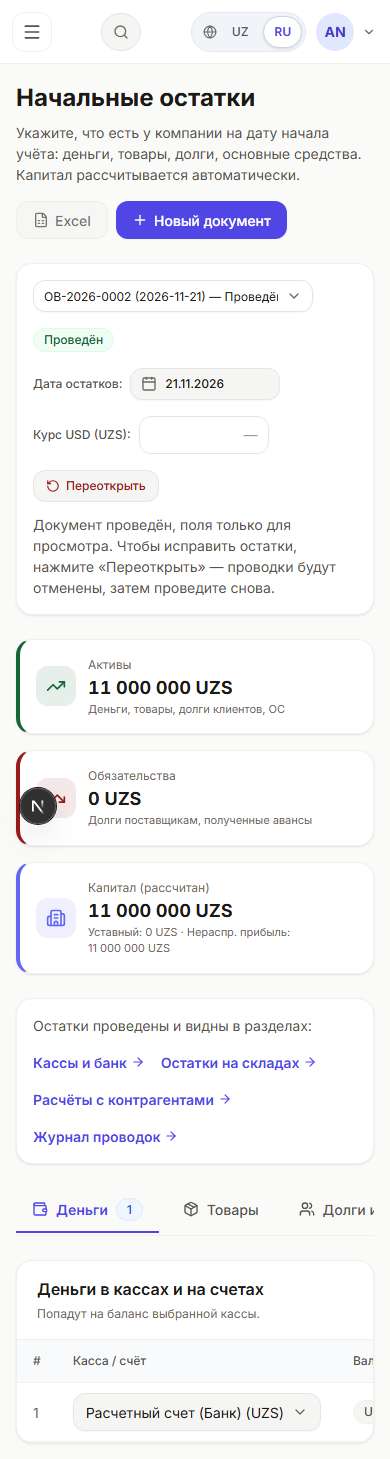 UZ
RU
AN
Начальные остатки
Укажите, что есть у компании на дату начала
учёта: деньги, товары, долги, основные средства.
Капитал рассчитывается автоматически.
Excel
Новый документ
OB-2026-0002 (2026-11-21) — Проведён
Проведён
Дата остатков:
21.11.2026
Курс USD (UZS):
—
Переоткрыть
Документ проведён, поля только для
просмотра. Чтобы исправить остатки,
нажмите «Переоткрыть» — проводки будут
отменены, затем проведите снова.
Активы
11 000 000 UZS
Деньги, товары, долги клиентов, ОС
Обязательства
0 UZS
Долги поставщикам, полученные авансы
N
Капитал (рассчитан)
11 000 000 UZS
Уставный: 0 UZS · Нераспр. прибыль:
11 000 000 UZS
Остатки проведены и видны в разделах:
Кассы и банк →
Остатки на складах →
Расчёты с контрагентами →
Журнал проводок →
Деньги 1
Товары
Долги и
Деньги в кассах и на счетах
Попадут на баланс выбранной кассы.
#
Касса / счёт
Вал
1
Расчетный счет (Банк) (UZS)
U